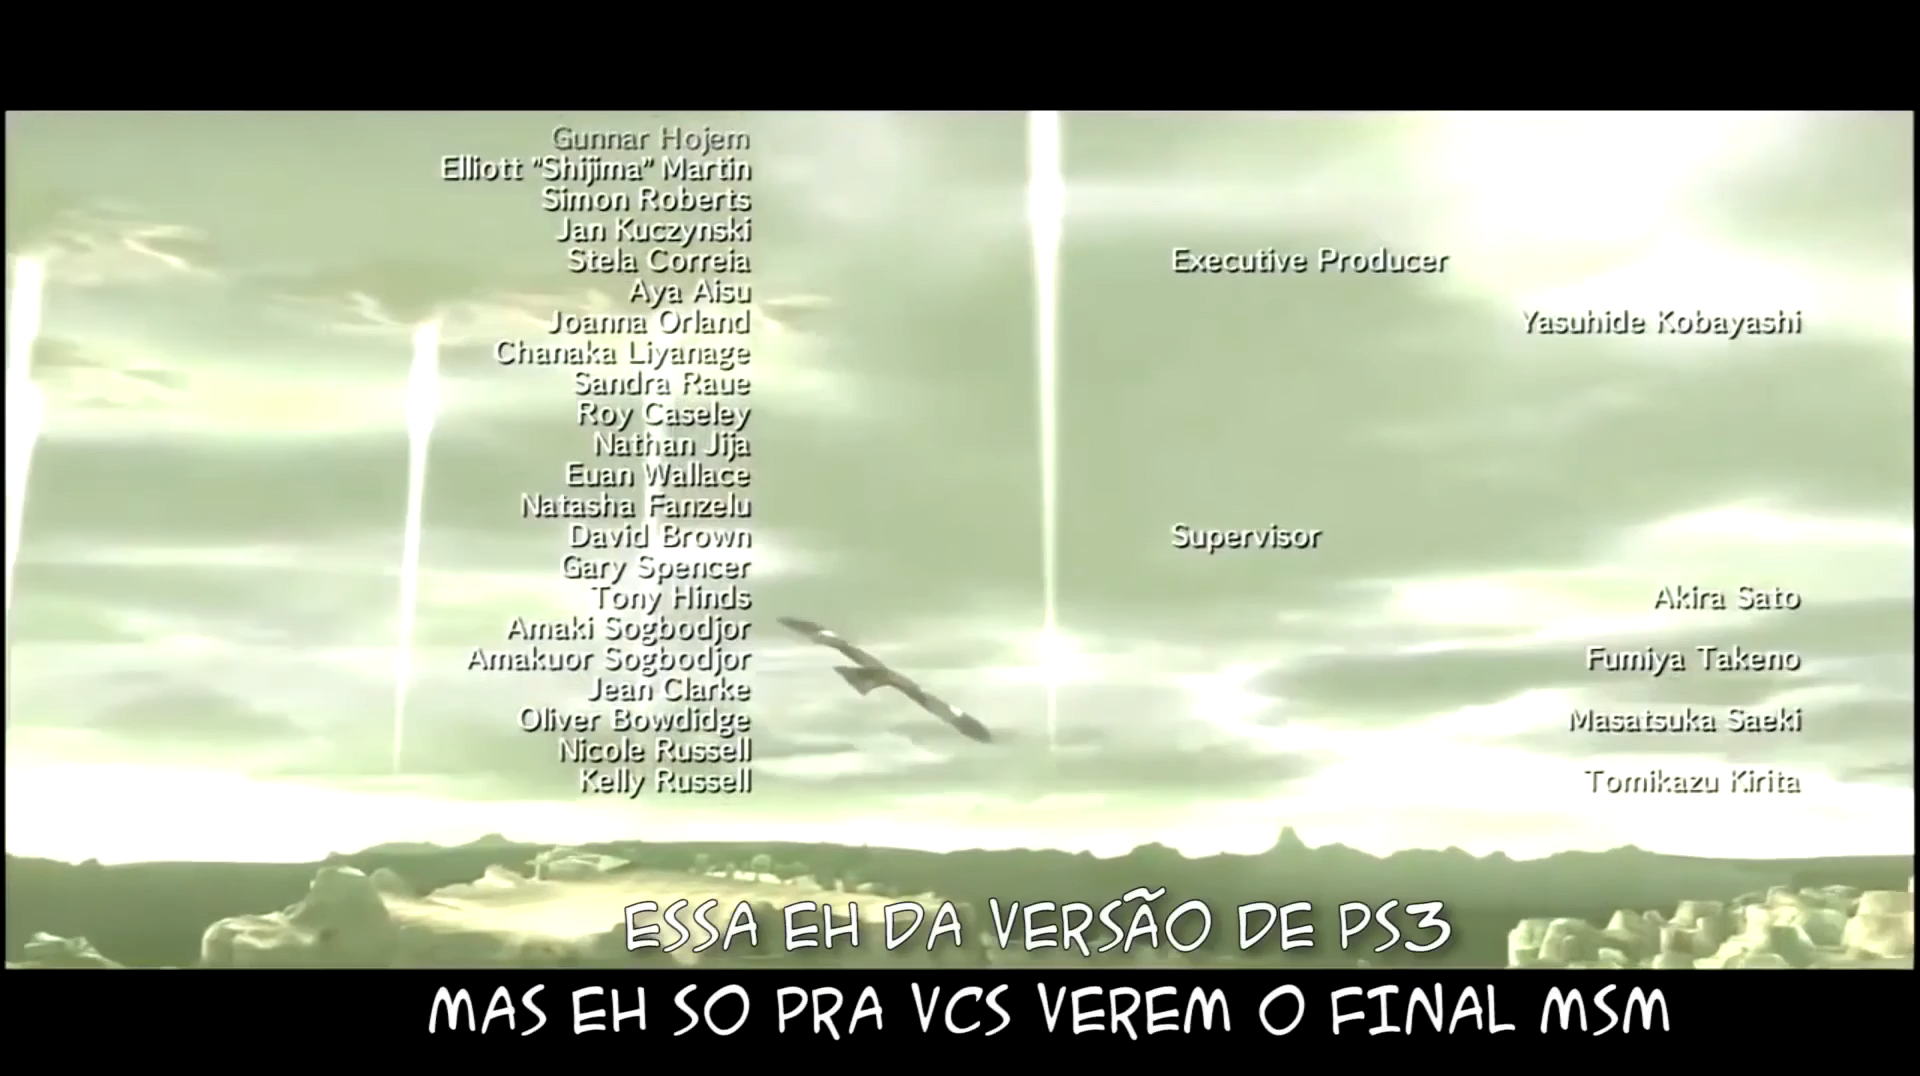 Gunnar Hojem
Elliott "Shijima" Martin
Simon Roberts
Jan Kuczynski
Stela Correia
Aya Aisu
Joanna Orland
Chanaka Liyanage
Sandra Raue
Roy Caseley
Nathan Jija
Euan Wallace
Natasha Fanzelu
David Brown
Gary Spencer
Tony Hinds
Amaki Sogbodjor
Amakuor Sogbodjor
Jean Clarke
Oliver Bowdidge
Nicole Russell
Kelly Russell
Executive Producer
Yasuhide Kobayashi
Supervisor
Akira Sato
Fumiya Takeno
Masatsuka Saeki
Tomikazu Kirita
ESSA EH DA VERSÃO DE PS3
MAS EH SO PRA VCS VEREM O FINAL MSM